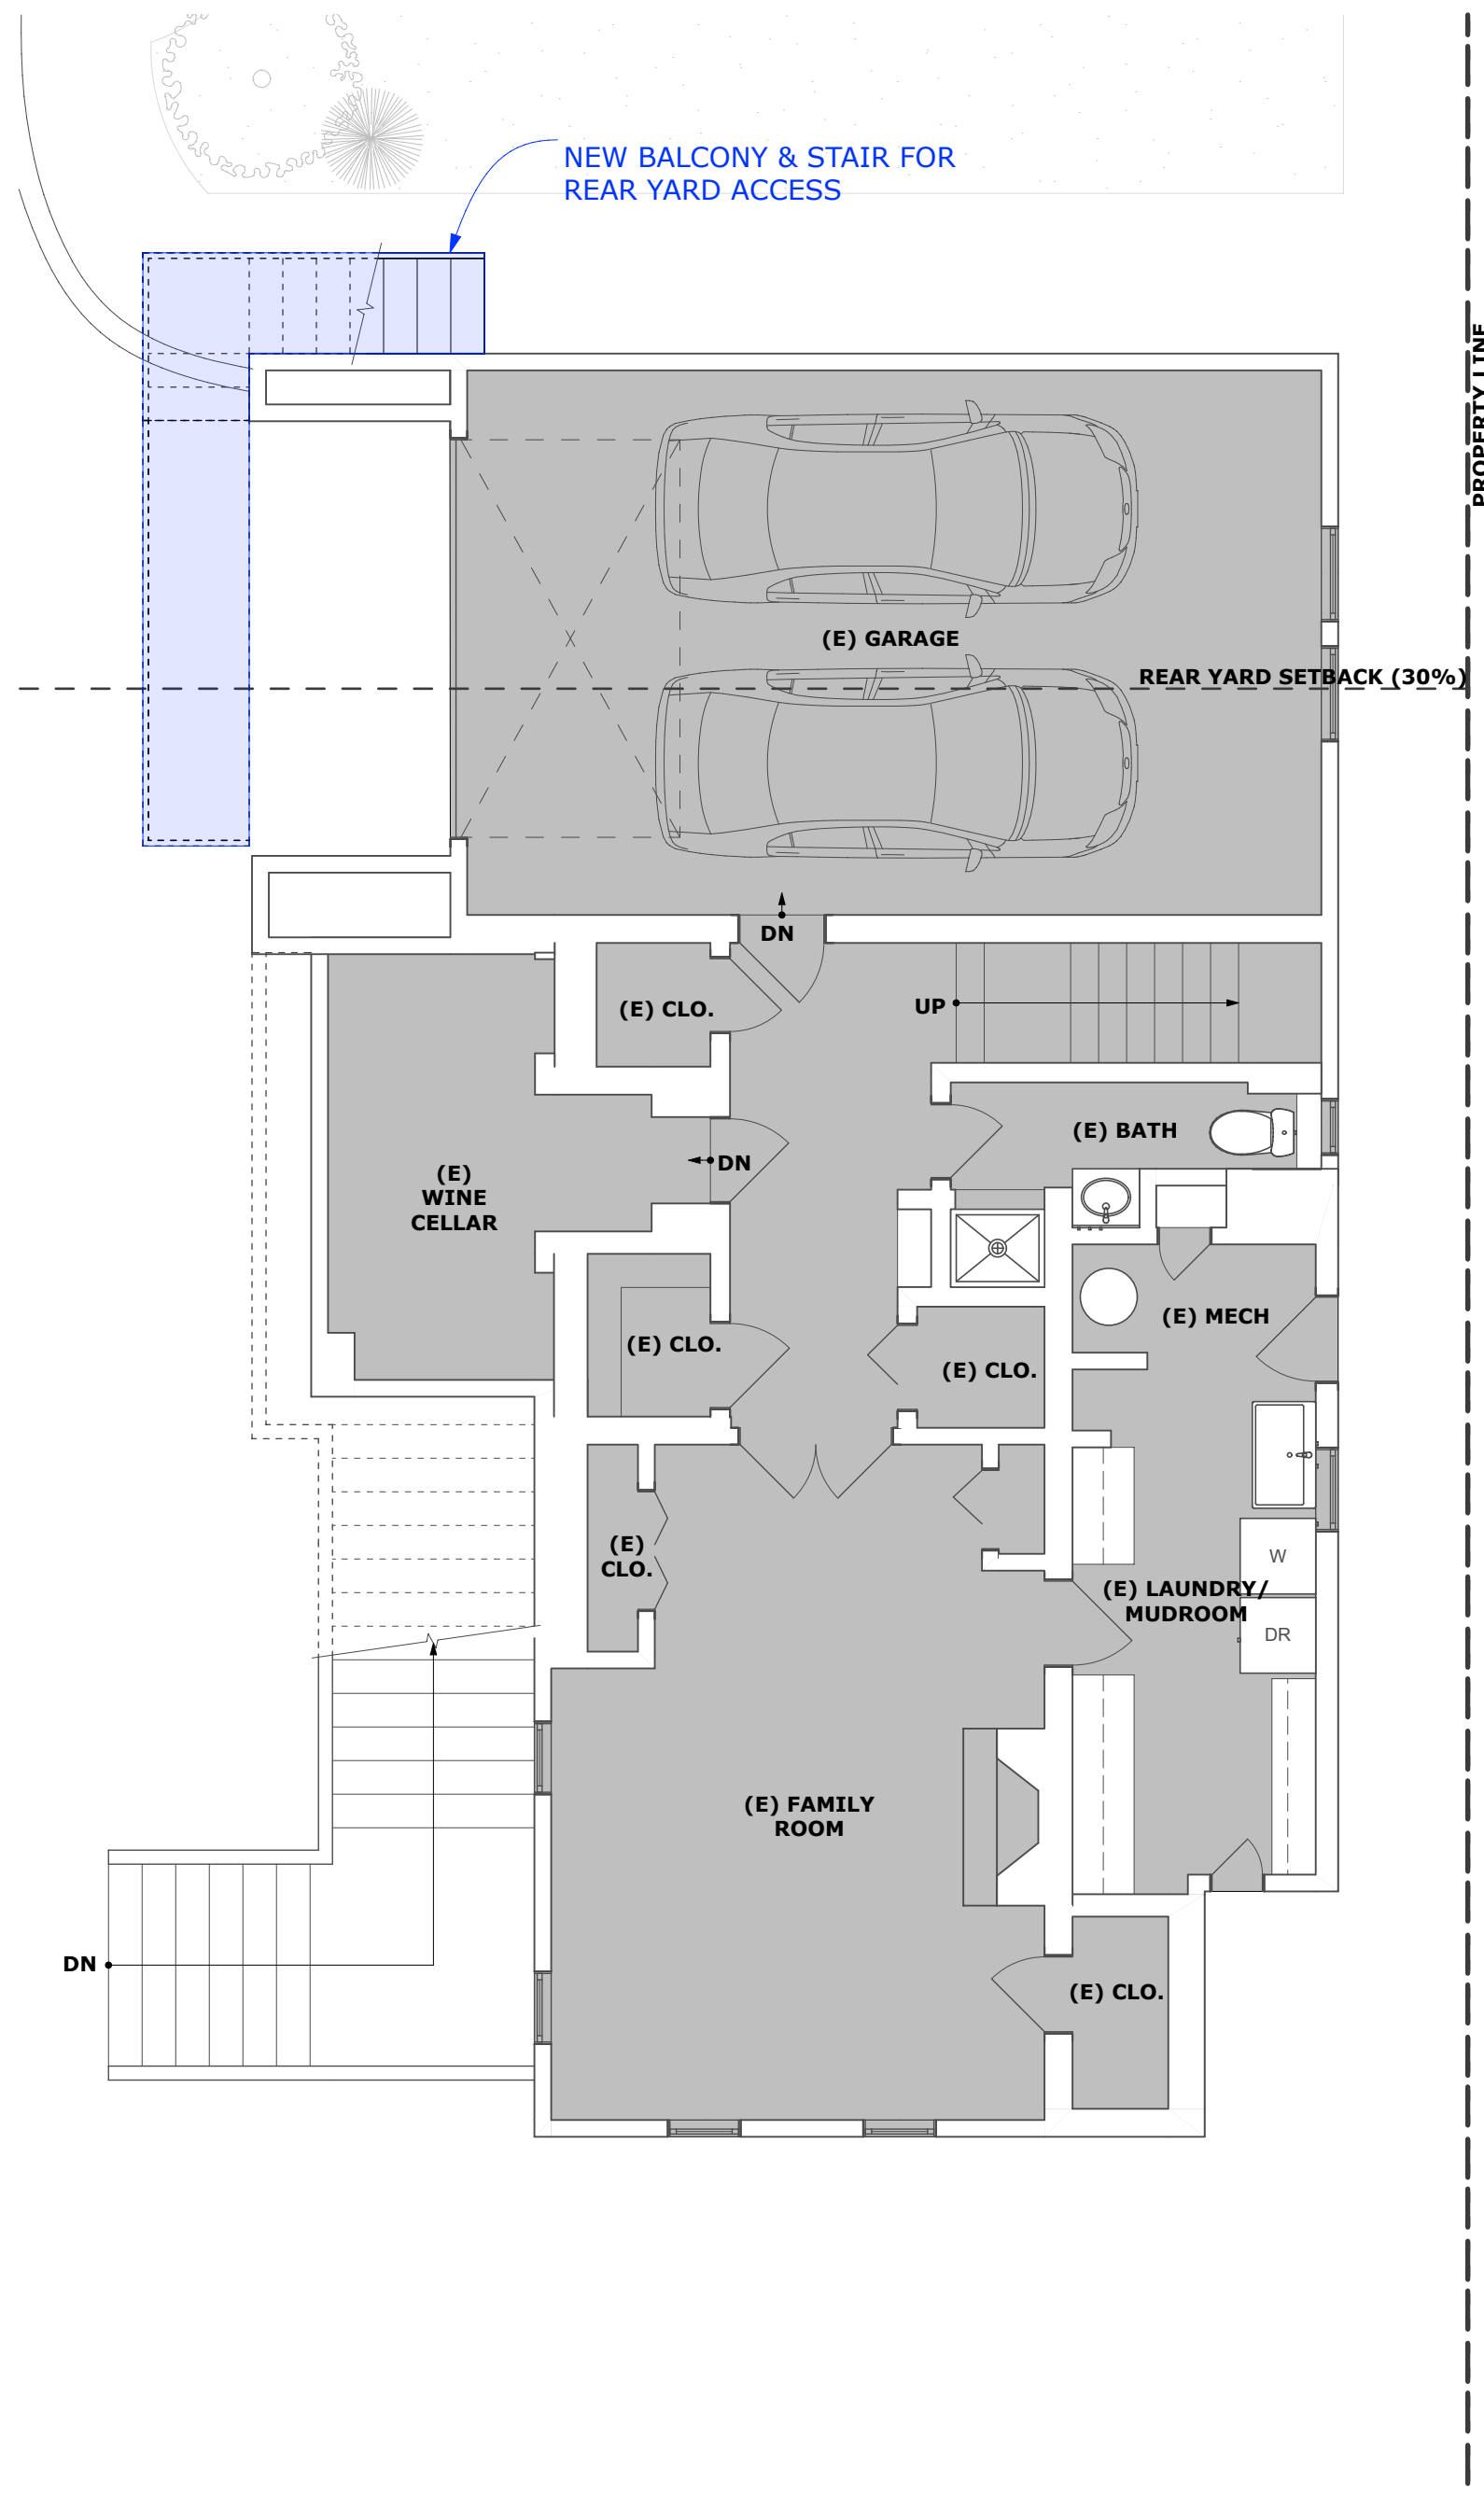 NEW BALCONY & STAIR FOR
REAR YARD ACCESS
PROPERTY LINE
(E) GARAGE
REAR YARD SETBACK (30%)
DN
(E) CLO.
UP
(E) BATH
DN
(E)
WINE
CELLAR
(E) MECH
(E) CLO.
(E) CLO.
(E)
CLO.
W
(E) LAUNDRY/
MUDROOM
DR
(E) FAMILY
ROOM
DN
(E) CLO.